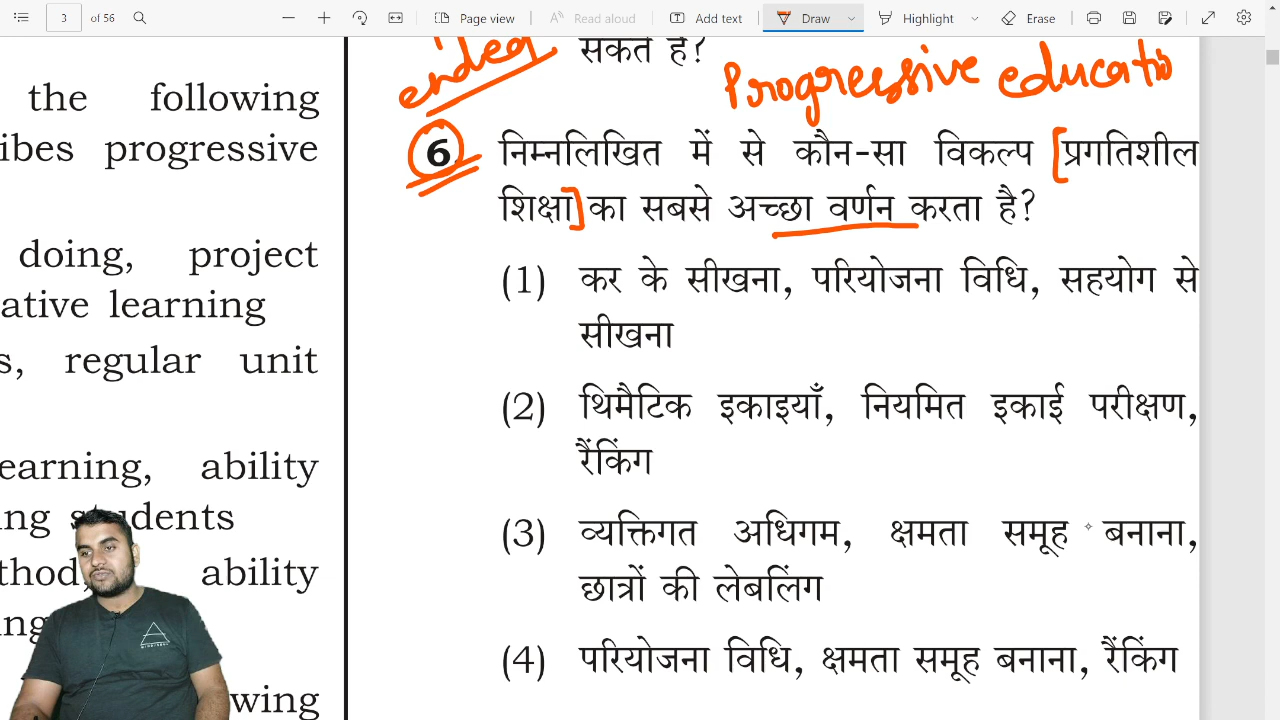 3 of 56 Page view Read aloud Add text Draw Highlight Erase
सकते हैं?
Progressive educatio
the following
ibes progressive
doing, project
ative learning
s, regular unit
earning, ability
ing students
thod, ability
ing
wing
6 निम्नलिखित में से कौन-सा विकल्प [प्रगतिशील
शिक्षा] का सबसे अच्छा वर्णन करता है?
(1) कर के सीखना, परियोजना विधि, सहयोग से
सीखना
(2) थिमैटिक इकाइयाँ, नियमित इकाई परीक्षण,
रैंकिंग
(3) व्यक्तिगत अधिगम, क्षमता समूह बनाना,
छात्रों की लेबलिंग
(4) परियोजना विधि, क्षमता समूह बनाना, रैंकिंग